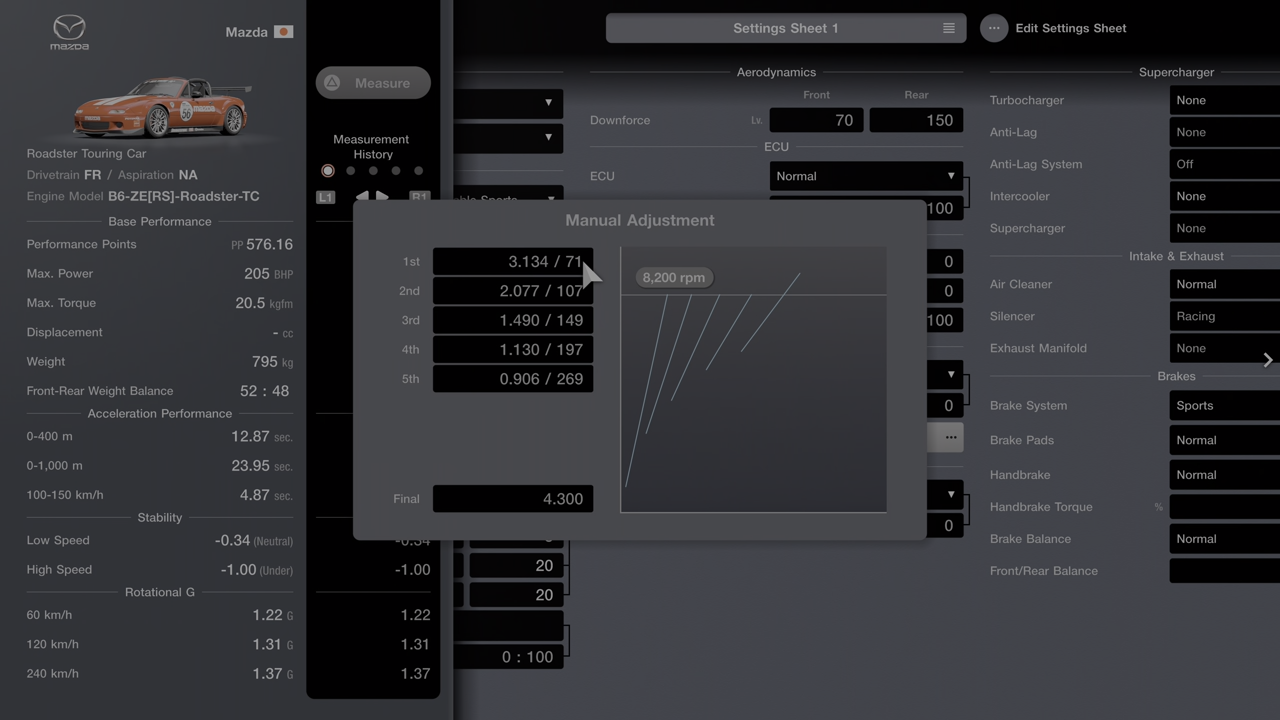 mazda
Mazda
56
Roadster Touring Car
Drivetrain FR / Aspiration NA
Engine Model B6-ZE[RS]-Roadster-TC
Base Performance
Performance Points PP 576.16
Max. Power 205 BHP
Max. Torque 20.5 kgfm
Displacement - cc
Weight 795 kg
Front-Rear Weight Balance 52 : 48
Acceleration Performance
0-400 m 12.87 sec.
0-1,000 m 23.95 sec.
100-150 km/h 4.87 sec.
Stability
Low Speed -0.34 (Neutral)
High Speed -1.00 (Under)
Rotational G
60 km/h 1.22 G
120 km/h 1.31 G
240 km/h 1.37 G
Measure
Measurement
History
L1 R1
-0.34
-1.00
1.22
1.31
1.37
Settings Sheet 1
Edit Settings Sheet
Aerodynamics
Front Rear
Downforce Lv. 70 150
ECU
ECU Normal
100
0
0
100
0
0
Manual Adjustment
1st 3.134 / 71
2nd 2.077 / 107
3rd 1.490 / 149
4th 1.130 / 197
5th 0.906 / 269
Final 4.300
8,200 rpm
20
20
0 : 100
Supercharger
Turbocharger None
Anti-Lag None
Anti-Lag System Off
Intercooler None
Supercharger None
Intake & Exhaust
Air Cleaner Normal
Silencer Racing
Exhaust Manifold None
Brakes
Brake System Sports
Brake Pads Normal
Handbrake Normal
Handbrake Torque %
Brake Balance Normal
Front/Rear Balance